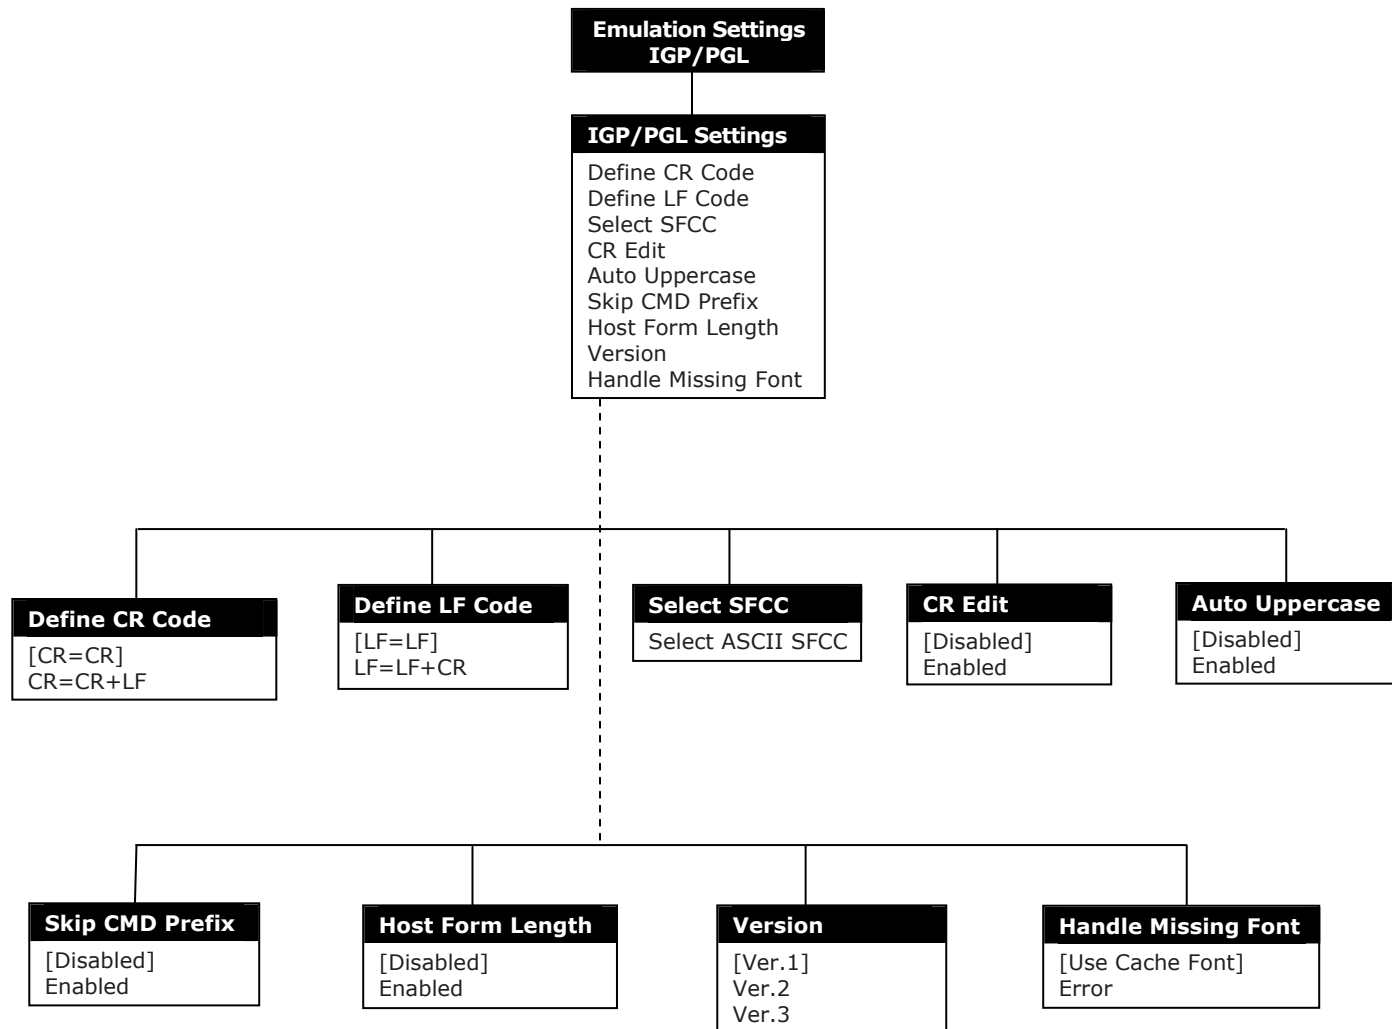 Emulation Settings
IGP/PGL
IGP/PGL Settings
Define CR Code
Define LF Code
Select SFCC
CR Edit
Auto Uppercase
Skip CMD Prefix
Host Form Length
Version
Handle Missing Font
Define CR Code
[CR=CR]
CR=CR+LF
Define LF Code
[LF=LF]
LF=LF+CR
Select SFCC
Select ASCII SFCC
CR Edit
[Disabled]
Enabled
Auto Uppercase
[Disabled]
Enabled
Skip CMD Prefix
[Disabled]
Enabled
Host Form Length
[Disabled]
Enabled
Version
[Ver.1]
Ver.2
Ver.3
Handle Missing Font
[Use Cache Font]
Error